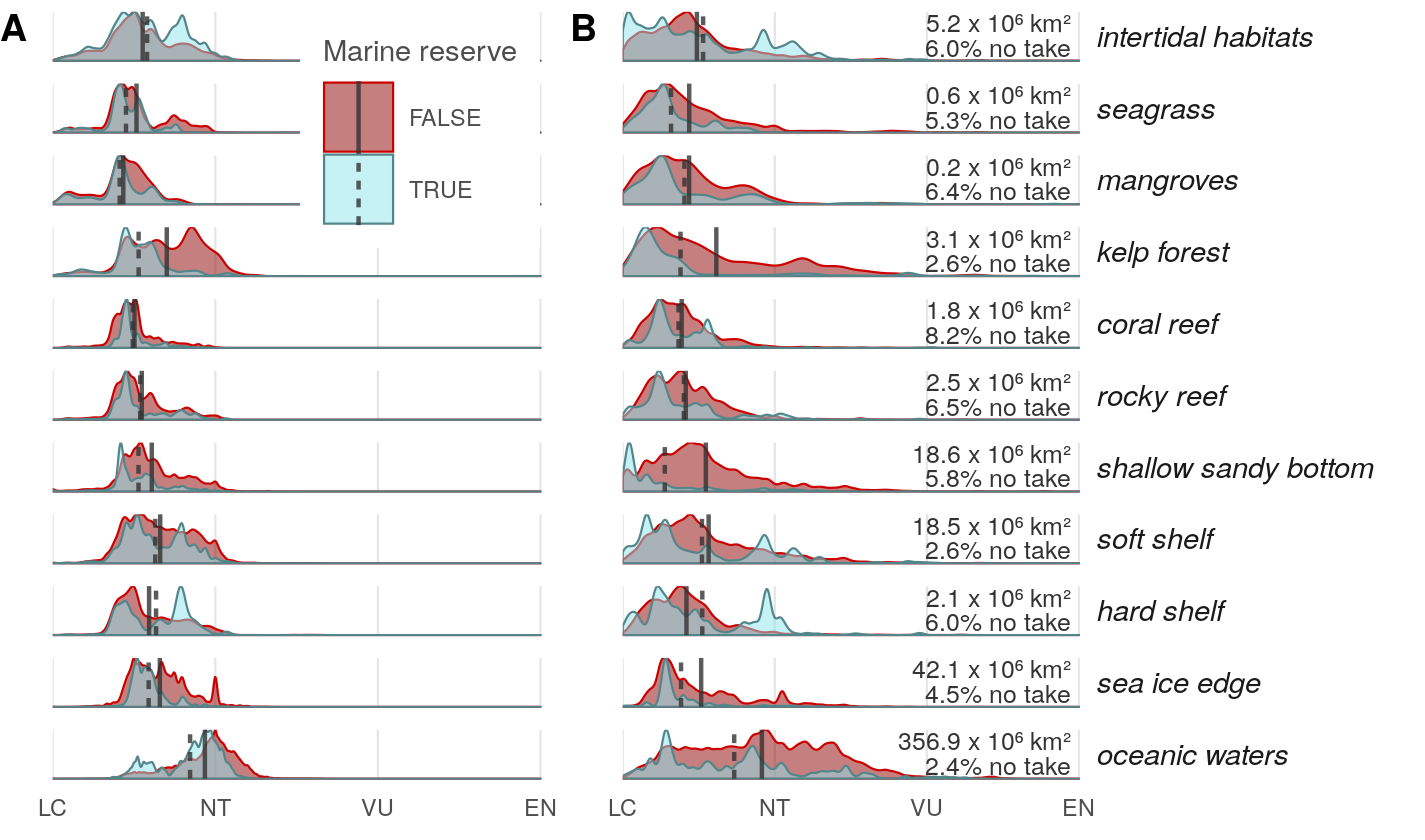 A
B
Marine reserve
FALSE
TRUE
5.2 x 10⁶ km²
6.0% no take
intertidal habitats
0.6 x 10⁶ km²
5.3% no take
seagrass
0.2 x 10⁶ km²
6.4% no take
mangroves
3.1 x 10⁶ km²
2.6% no take
kelp forest
1.8 x 10⁶ km²
8.2% no take
coral reef
2.5 x 10⁶ km²
6.5% no take
rocky reef
18.6 x 10⁶ km²
5.8% no take
shallow sandy bottom
18.5 x 10⁶ km²
2.6% no take
soft shelf
2.1 x 10⁶ km²
6.0% no take
hard shelf
42.1 x 10⁶ km²
4.5% no take
sea ice edge
356.9 x 10⁶ km²
2.4% no take
oceanic waters
LC NT VU EN
LC NT VU EN